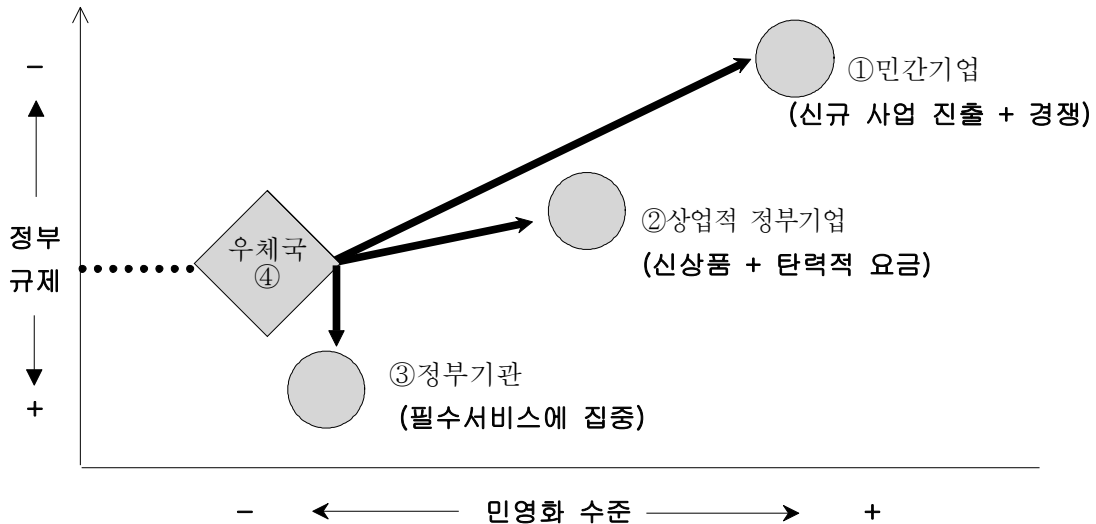 −
①민간기업
(신규 사업 진출 + 경쟁)
②상업적 정부기업
(신상품 + 탄력적 요금)
정부
규제
우체국
④
③정부기관
(필수서비스에 집중)
+
− 민영화 수준 +